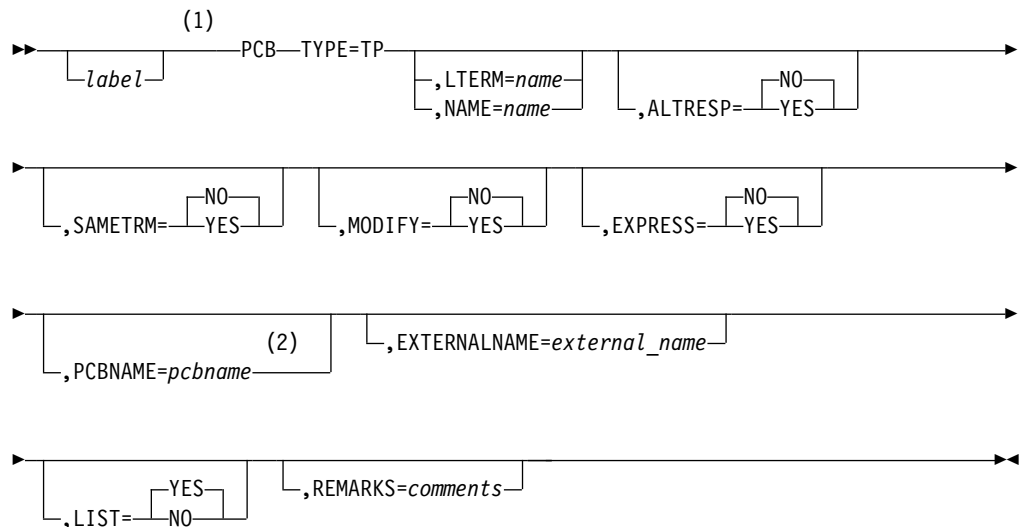 (1)
PCB TYPE=TP
label ,LTERM=name NO
,NAME=name ,ALTRESP= YES
NO NO NO
,SAMETRM= YES ,MODIFY= YES ,EXPRESS= YES
(2) ,EXTERNALNAME=external_name
,PCBNAME=pcbname
YES ,REMARKS=comments
,LIST= NO